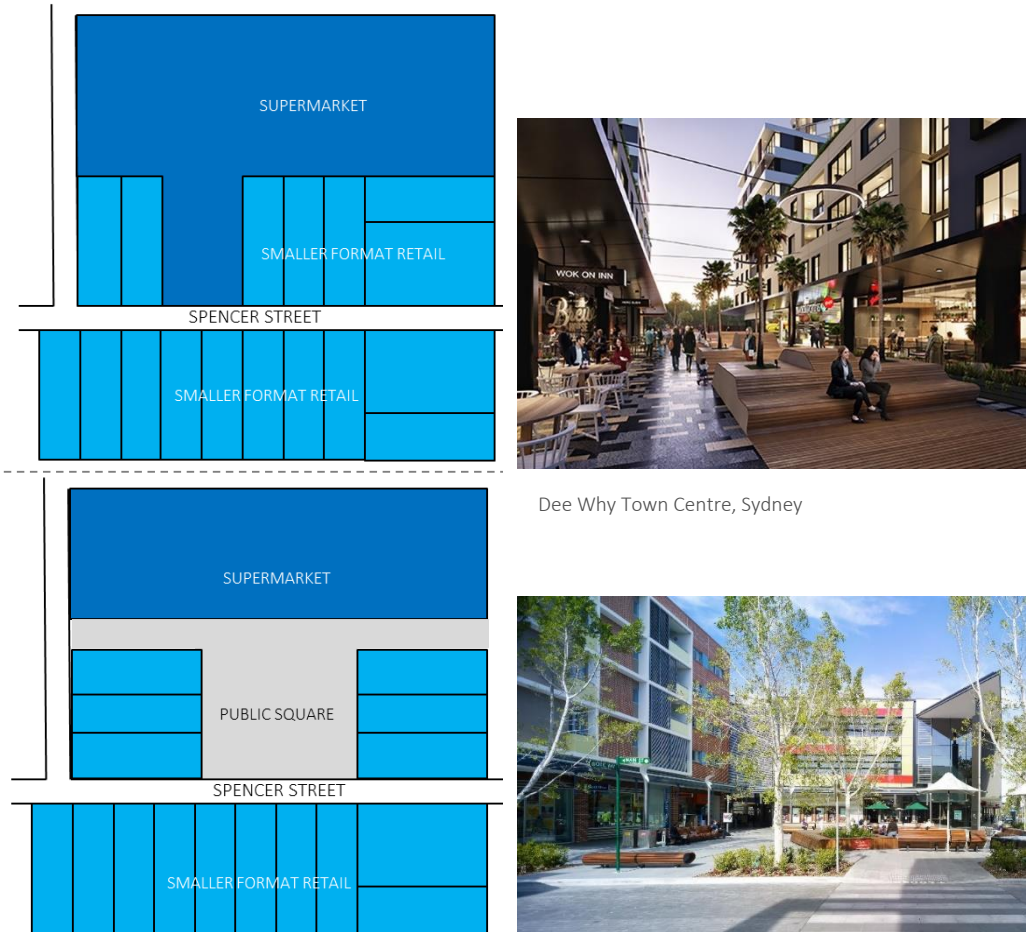 SUPERMARKET
SMALLER FORMAT RETAIL
SPENCER STREET
SMALLER FORMAT RETAIL
WOK ON INN
Dee Why Town Centre, Sydney
SUPERMARKET
PUBLIC SQUARE
SPENCER STREET
SMALLER FORMAT RETAIL